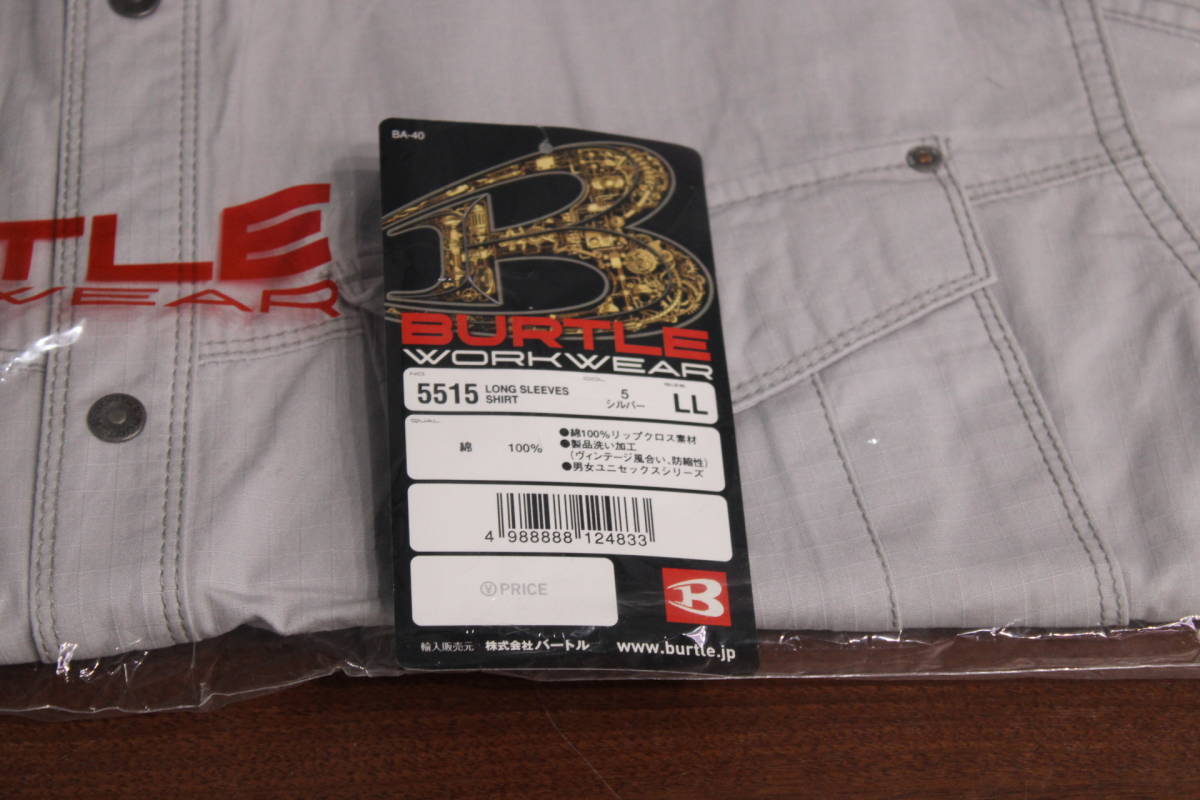 BA-40
B
BURTLE
WORKWEAR
NO. COL.
5515 LONG SLEEVES SHIRT 5 シルバー LL
QUAL.
綿 100%
●綿100%リップクロス素材
●製品洗い加工
(ヴィンテージ風合い、防縮性)
●男女ユニセックスシリーズ
4 988888 124833
Ⓥ PRICE
B
輸入販売元 株式会社バートル www.burtle.jp
TLE
WEAR